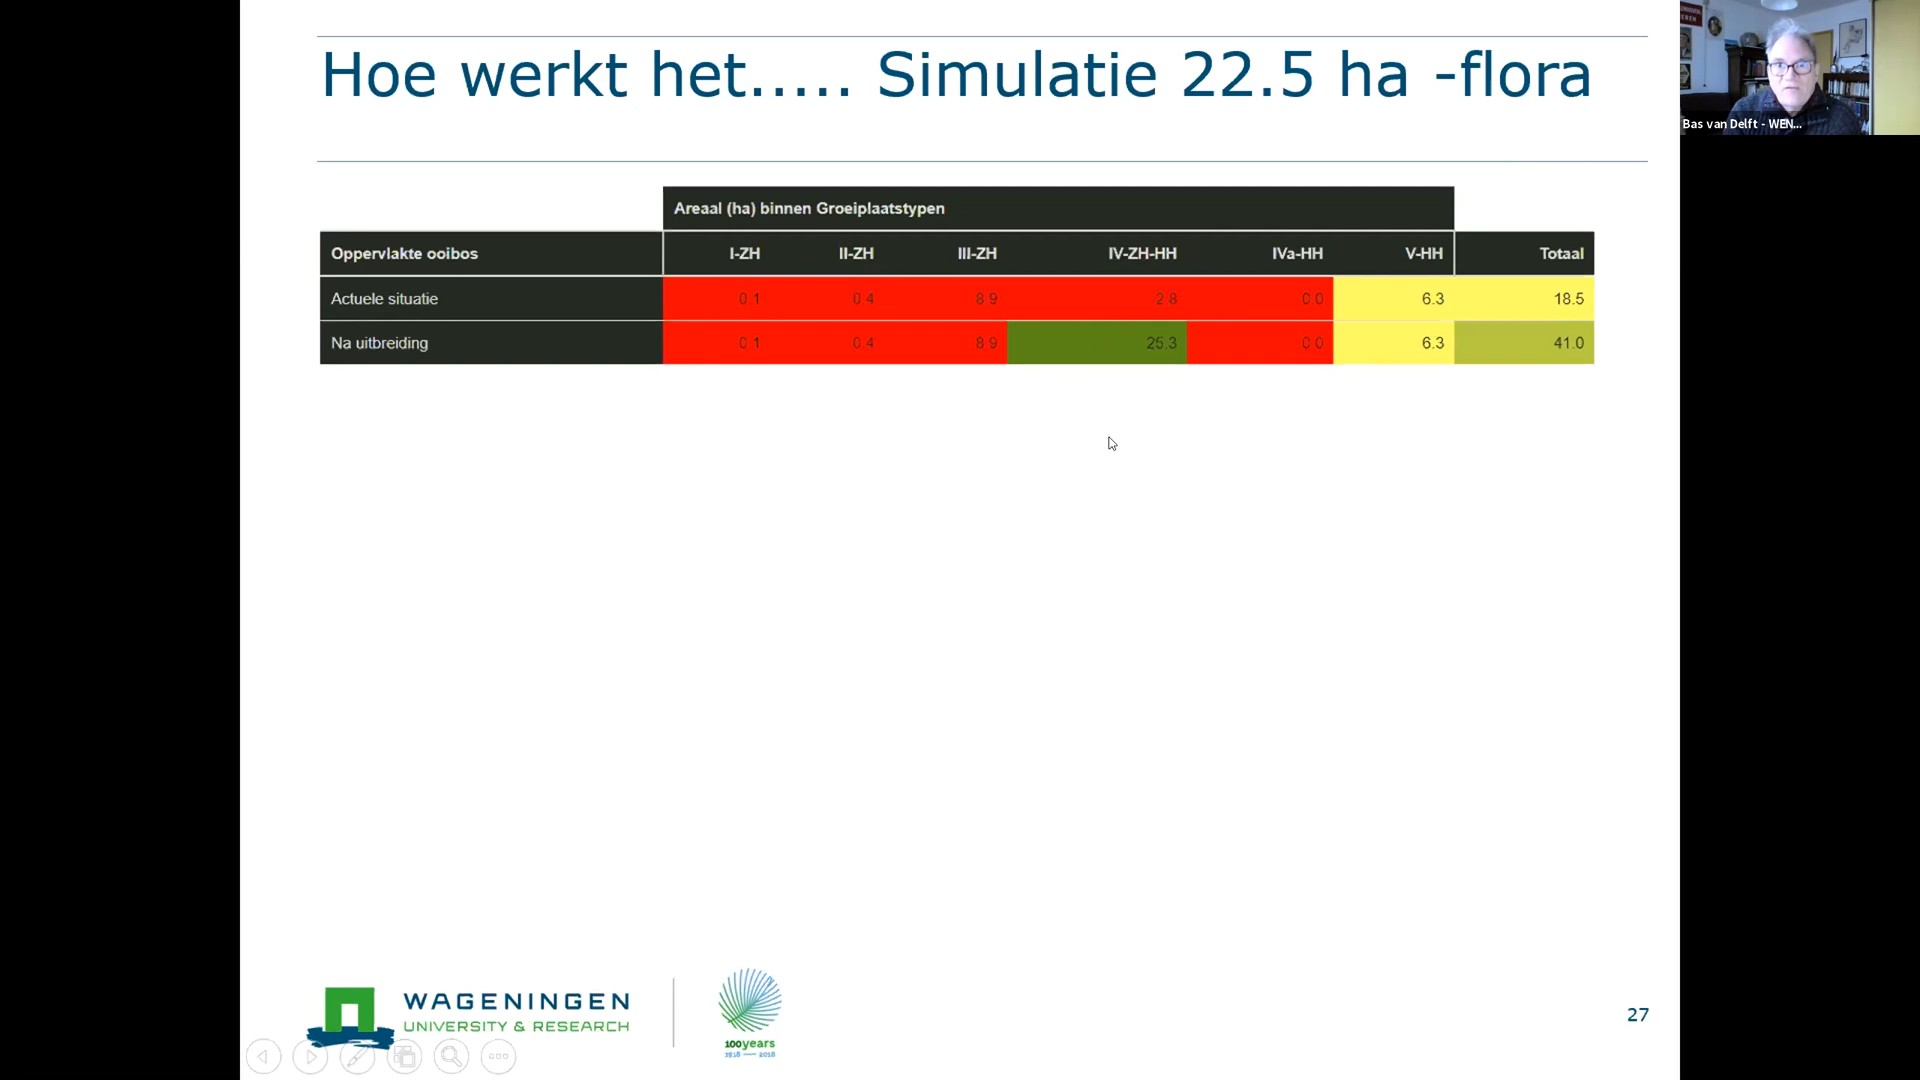 Hoe werkt het..... Simulatie 22.5 ha -flora
Bas van Delft - WEN...
Areaal (ha) binnen Groeiplaatstypen
Oppervlakte ooibos I-ZH II-ZH III-ZH IV-ZH-HH IVa-HH V-HH Totaal
Actuele situatie 0.1 0.4 8.9 2.8 0.0 6.3 18.5
Na uitbreiding 0.1 0.4 8.9 25.3 0.0 6.3 41.0
WAGENINGEN
UNIVERSITY & RESEARCH
100years
1918 — 2018
27